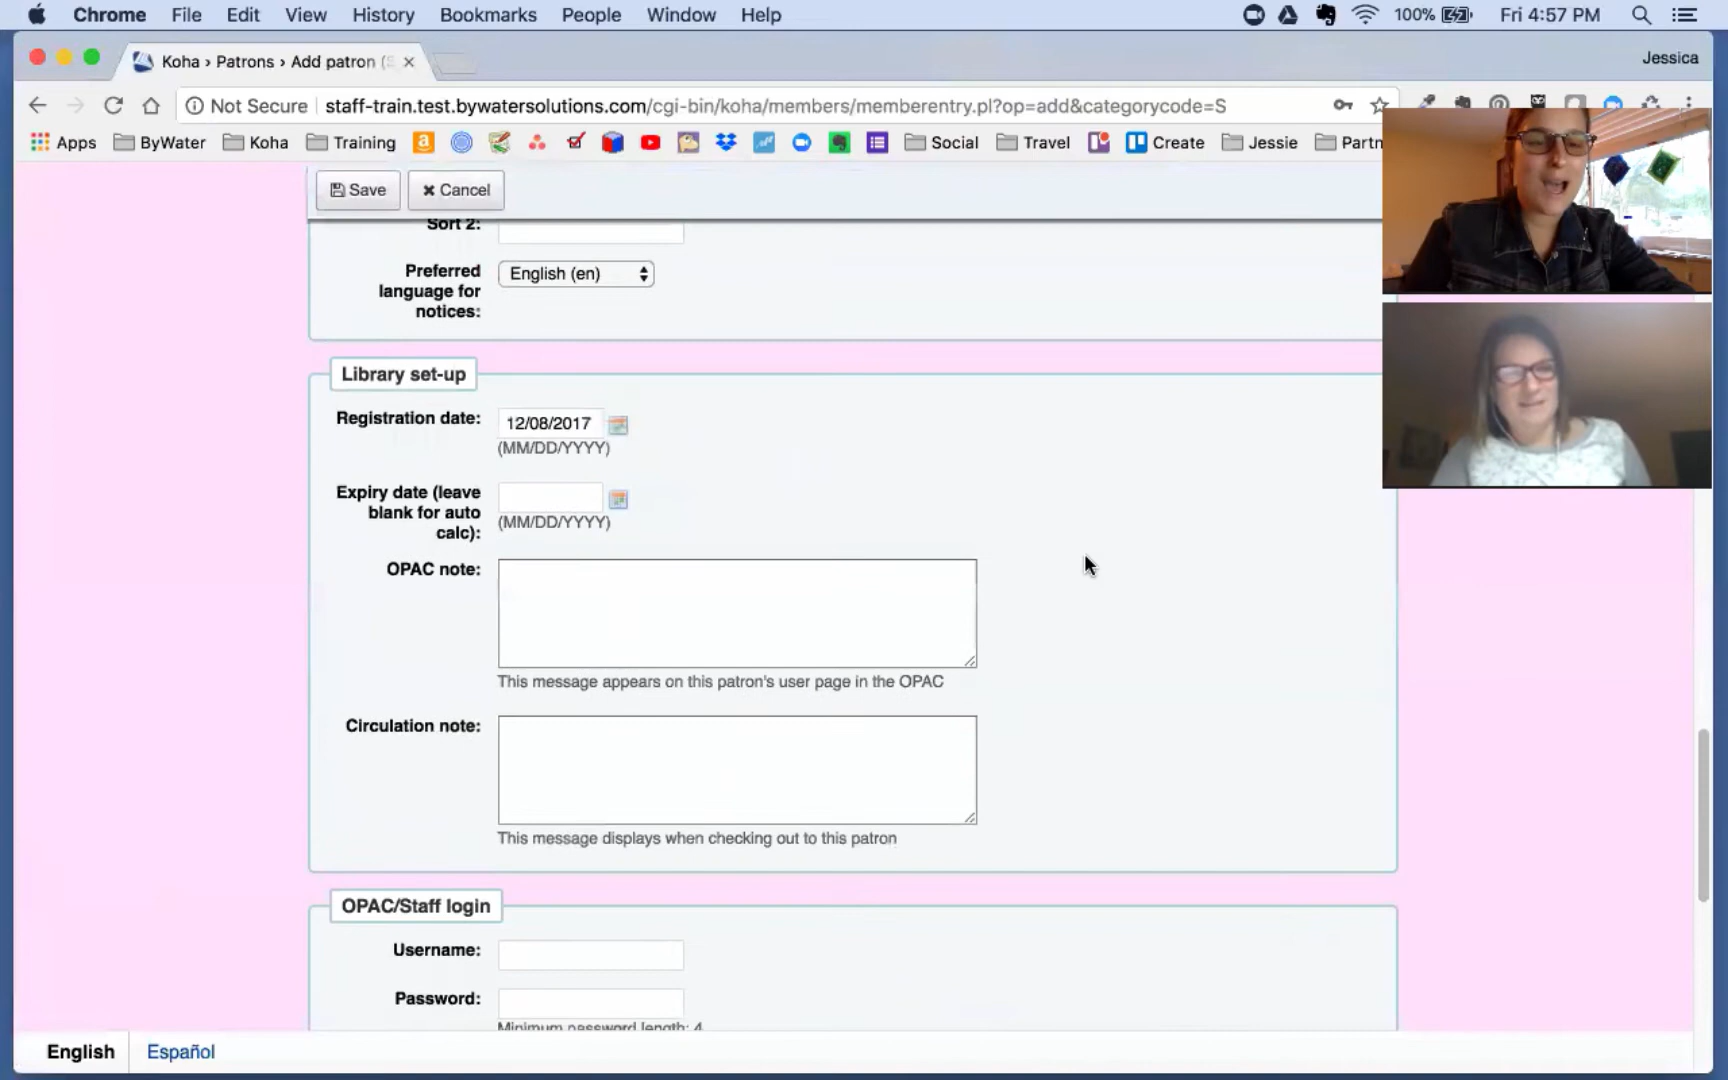 Chrome File Edit View History Bookmarks People Window Help 100% Fri 4:57 PM
Koha › Patrons › Add patron (
Jessica
Not Secure staff-train.test.bywatersolutions.com/cgi-bin/koha/members/memberentry.pl?op=add&categorycode=S
Apps ByWater Koha Training Social Travel Create Jessie Partn
Save Cancel
Sort 2:
Preferred language for notices:
English (en)
Library set-up
Registration date: 12/08/2017
(MM/DD/YYYY)
Expiry date (leave blank for auto calc):
(MM/DD/YYYY)
OPAC note:
This message appears on this patron's user page in the OPAC
Circulation note:
This message displays when checking out to this patron
OPAC/Staff login
Username:
Password:
Minimum password length: 4
English Español